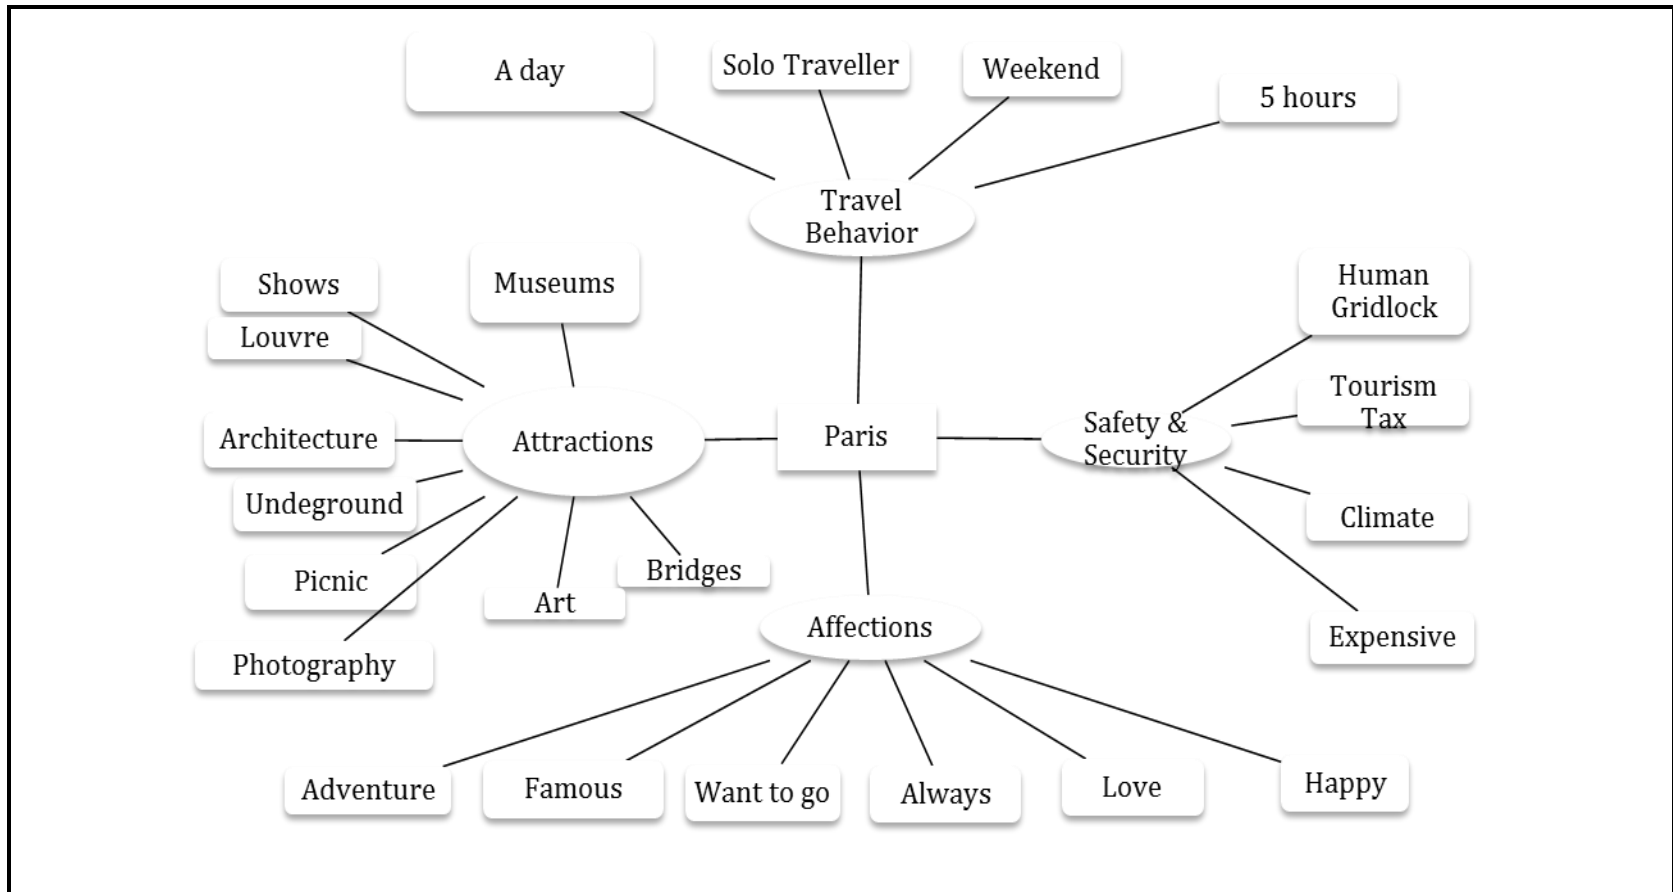 A day
Solo Traveller
Weekend
5 hours
Travel
Behavior
Shows
Museums
Human
Gridlock
Louvre
Tourism
Tax
Architecture
Attractions
Paris
Safety &
Security
Undeground
Climate
Picnic
Art
Bridges
Affections
Expensive
Photography
Adventure
Famous
Want to go
Always
Love
Happy